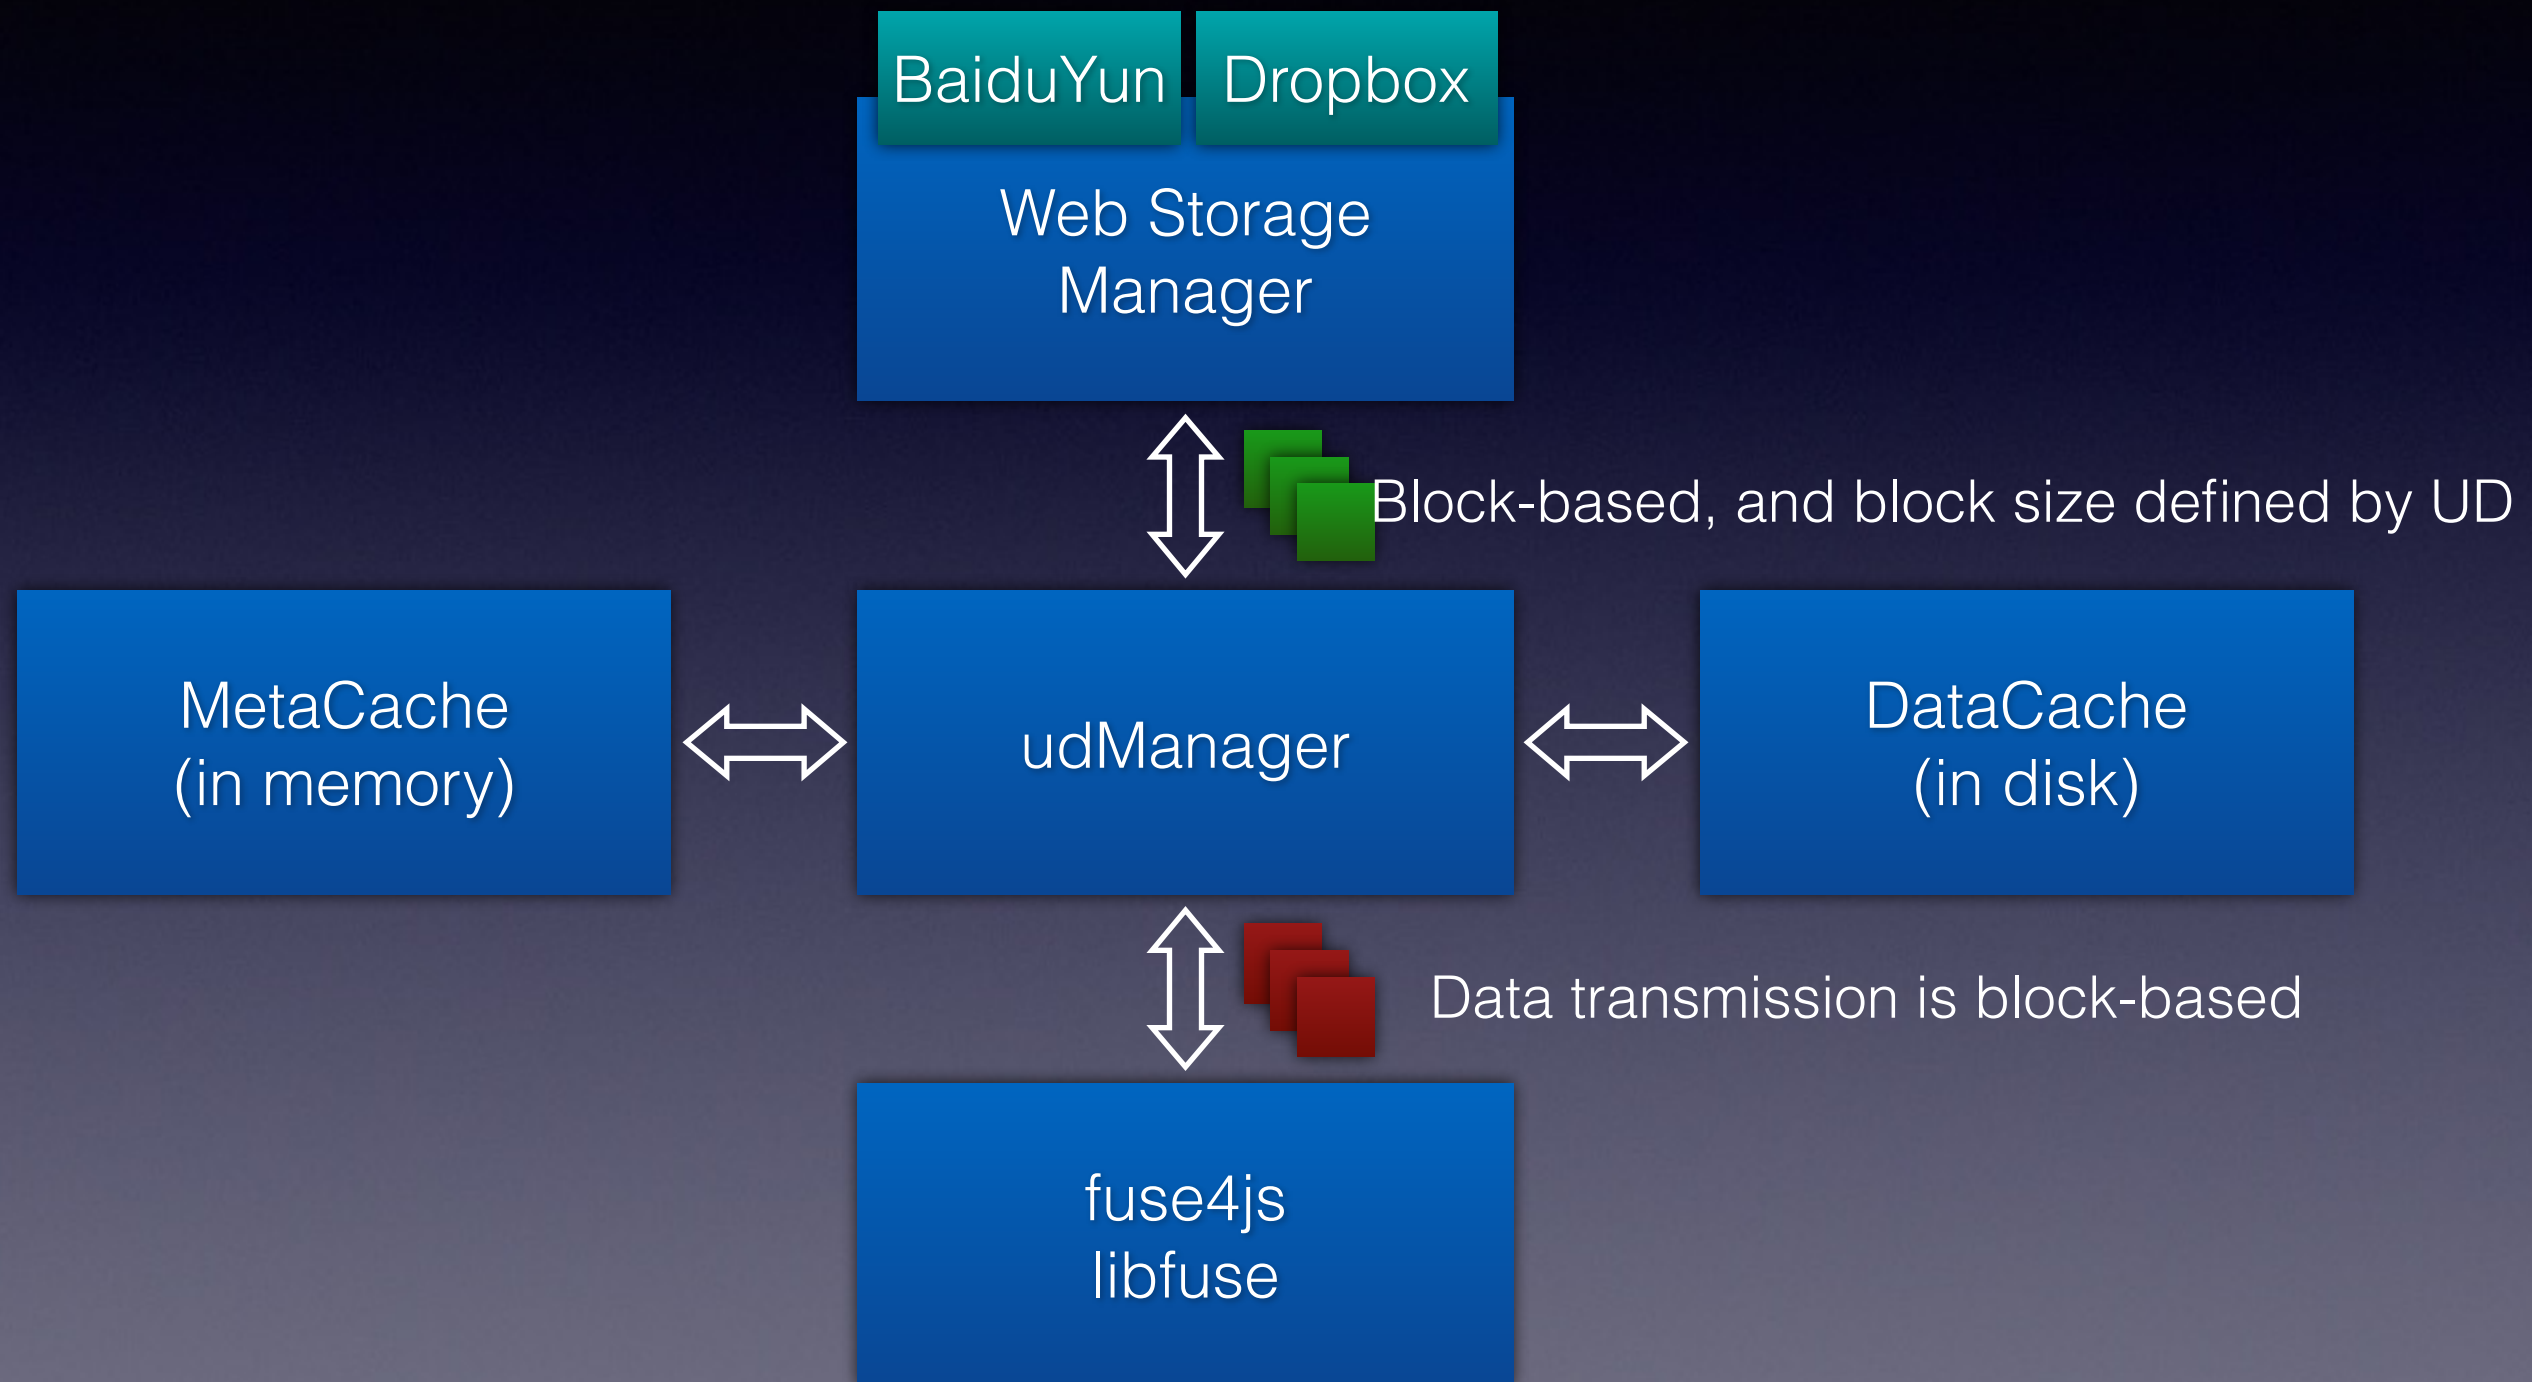 BaiduYun
Dropbox
Web Storage
Manager
Block-based, and block size defined by UD
MetaCache
(in memory)
udManager
DataCache
(in disk)
Data transmission is block-based
fuse4js
libfuse